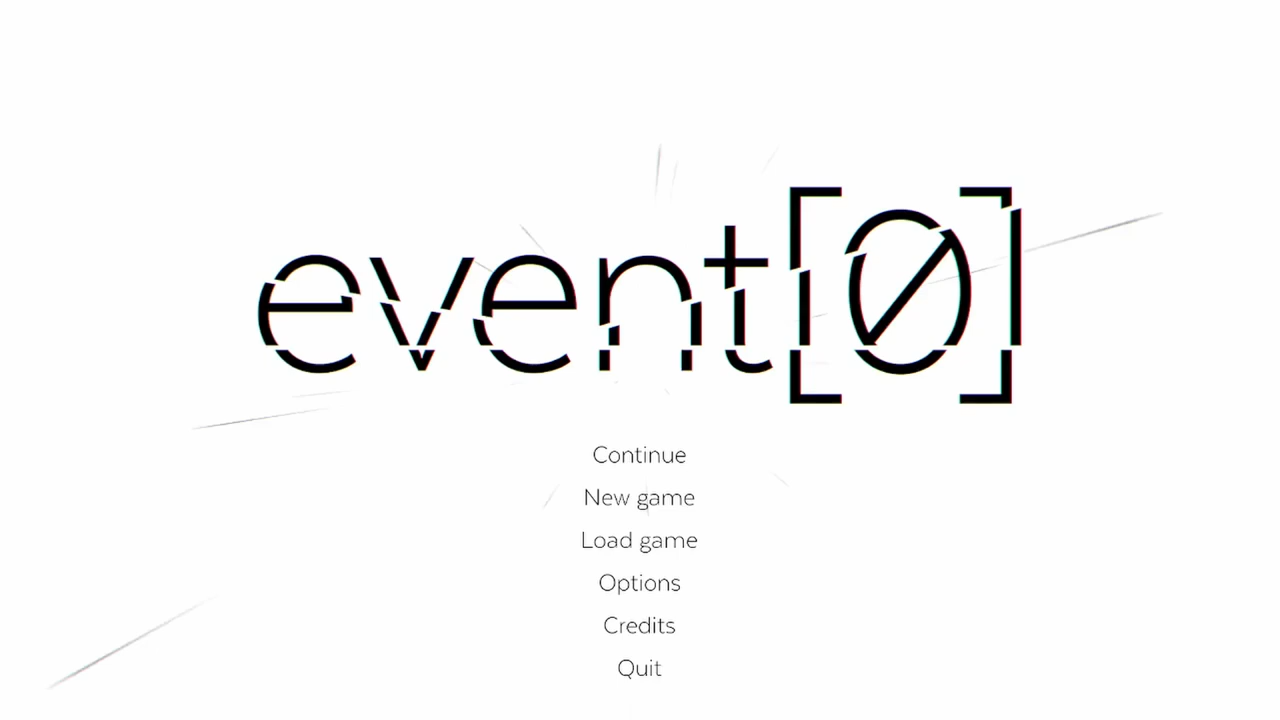 event[0]
Continue
New game
Load game
Options
Credits
Quit